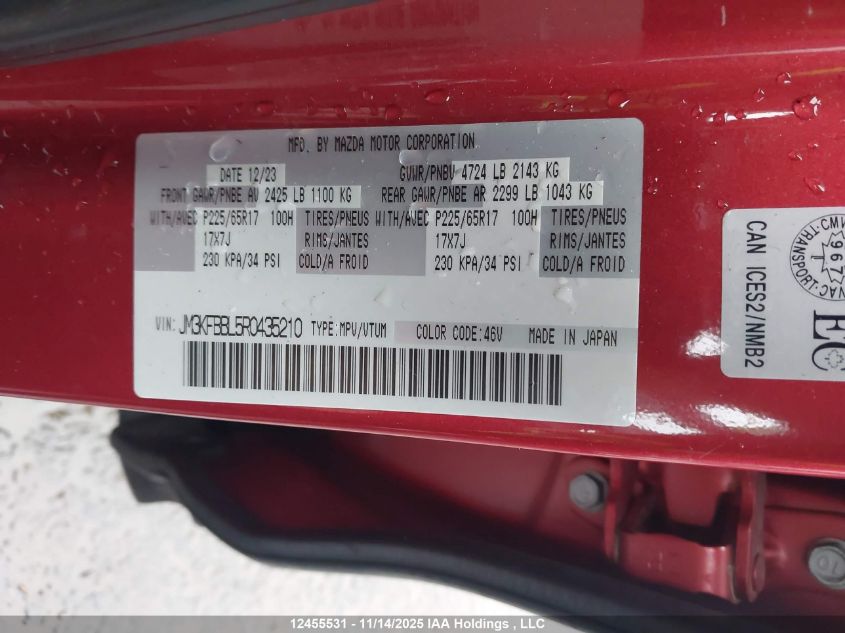 MFD. BY MAZDA MOTOR CORPORATION
DATE 12/23 GVWR/PNBV 4724 LB 2143 KG
FRONT GAWR/PNBE AV 2425 LB 1100 KG REAR GAWR/PNBE AR 2299 LB 1043 KG
WITH/AVEC P225/65R17 100H TIRES/PNEUS WITH/AVEC P225/65R17 100H TIRES/PNEUS
17X7J RIMS/JANTES 17X7J RIMS/JANTES
230 KPA/34 PSI COLD/A FROID 230 KPA/34 PSI COLD/A FROID
VIN: JM3KFBBL5R0435210 TYPE:MPV/VTUM COLOR CODE:46V MADE IN JAPAN
CAN ICES2/NMB2
967
T
TRANSPORT
EC
10
12455531 - 11/14/2025 IAA Holdings , LLC